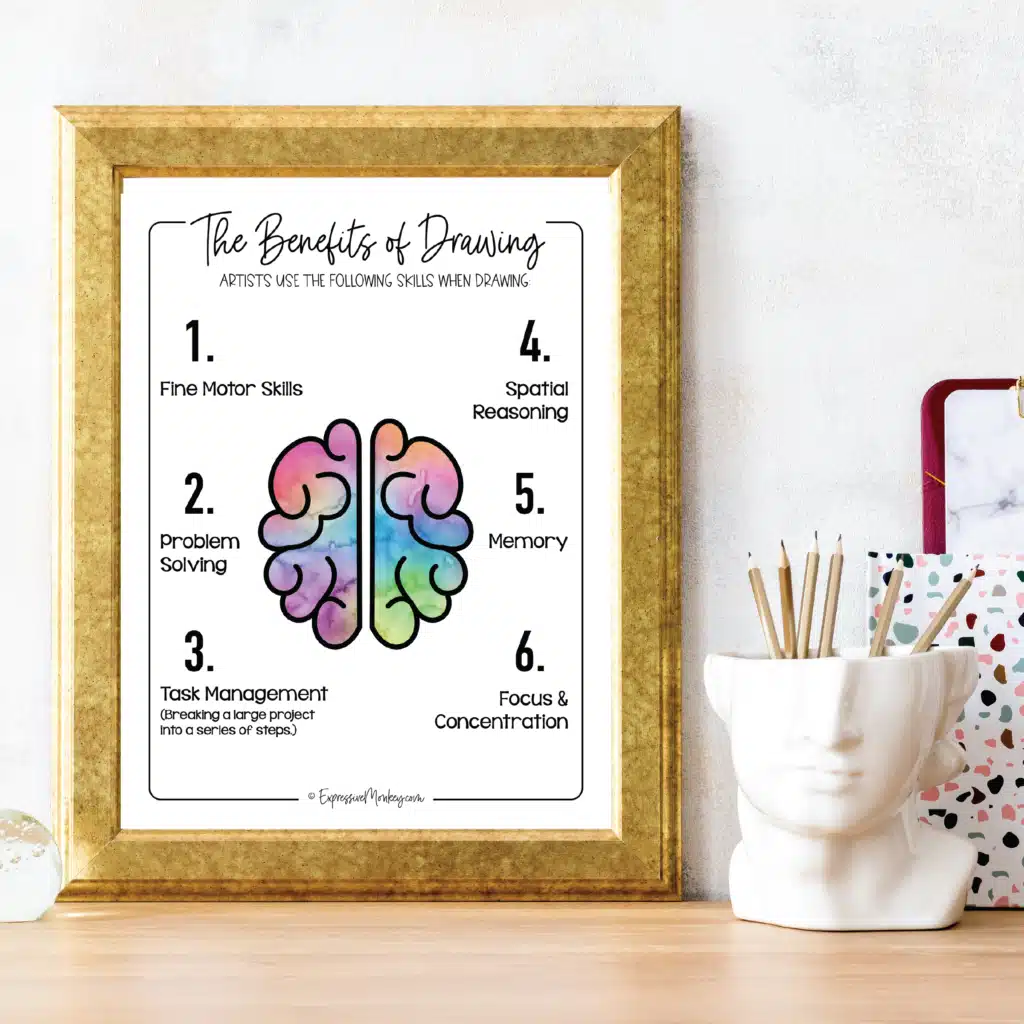 The Benefits of Drawing
ARTISTS USE THE FOLLOWING SKILLS WHEN DRAWING:
1.
Fine Motor Skills
2.
Problem
Solving
3.
Task Management
(Breaking a large project
into a series of steps.)
4.
Spatial
Reasoning
5.
Memory
6.
Focus &
Concentration
© ExpressiveMonkey.com